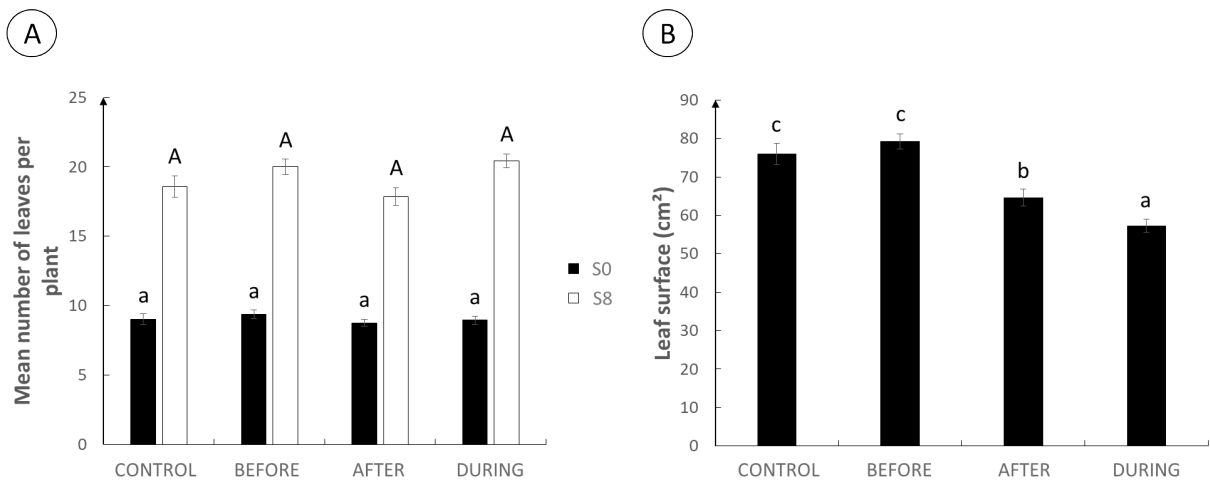 A
Mean number of leaves per
plant
25
20
15
10
5
0
a
A
a
A
a
A
a
A
CONTROL
BEFORE
AFTER
DURING
S0
S8
B
Leaf surface (cm²)
90
80
70
60
50
40
30
20
10
0
c
c
b
a
CONTROL
BEFORE
AFTER
DURING